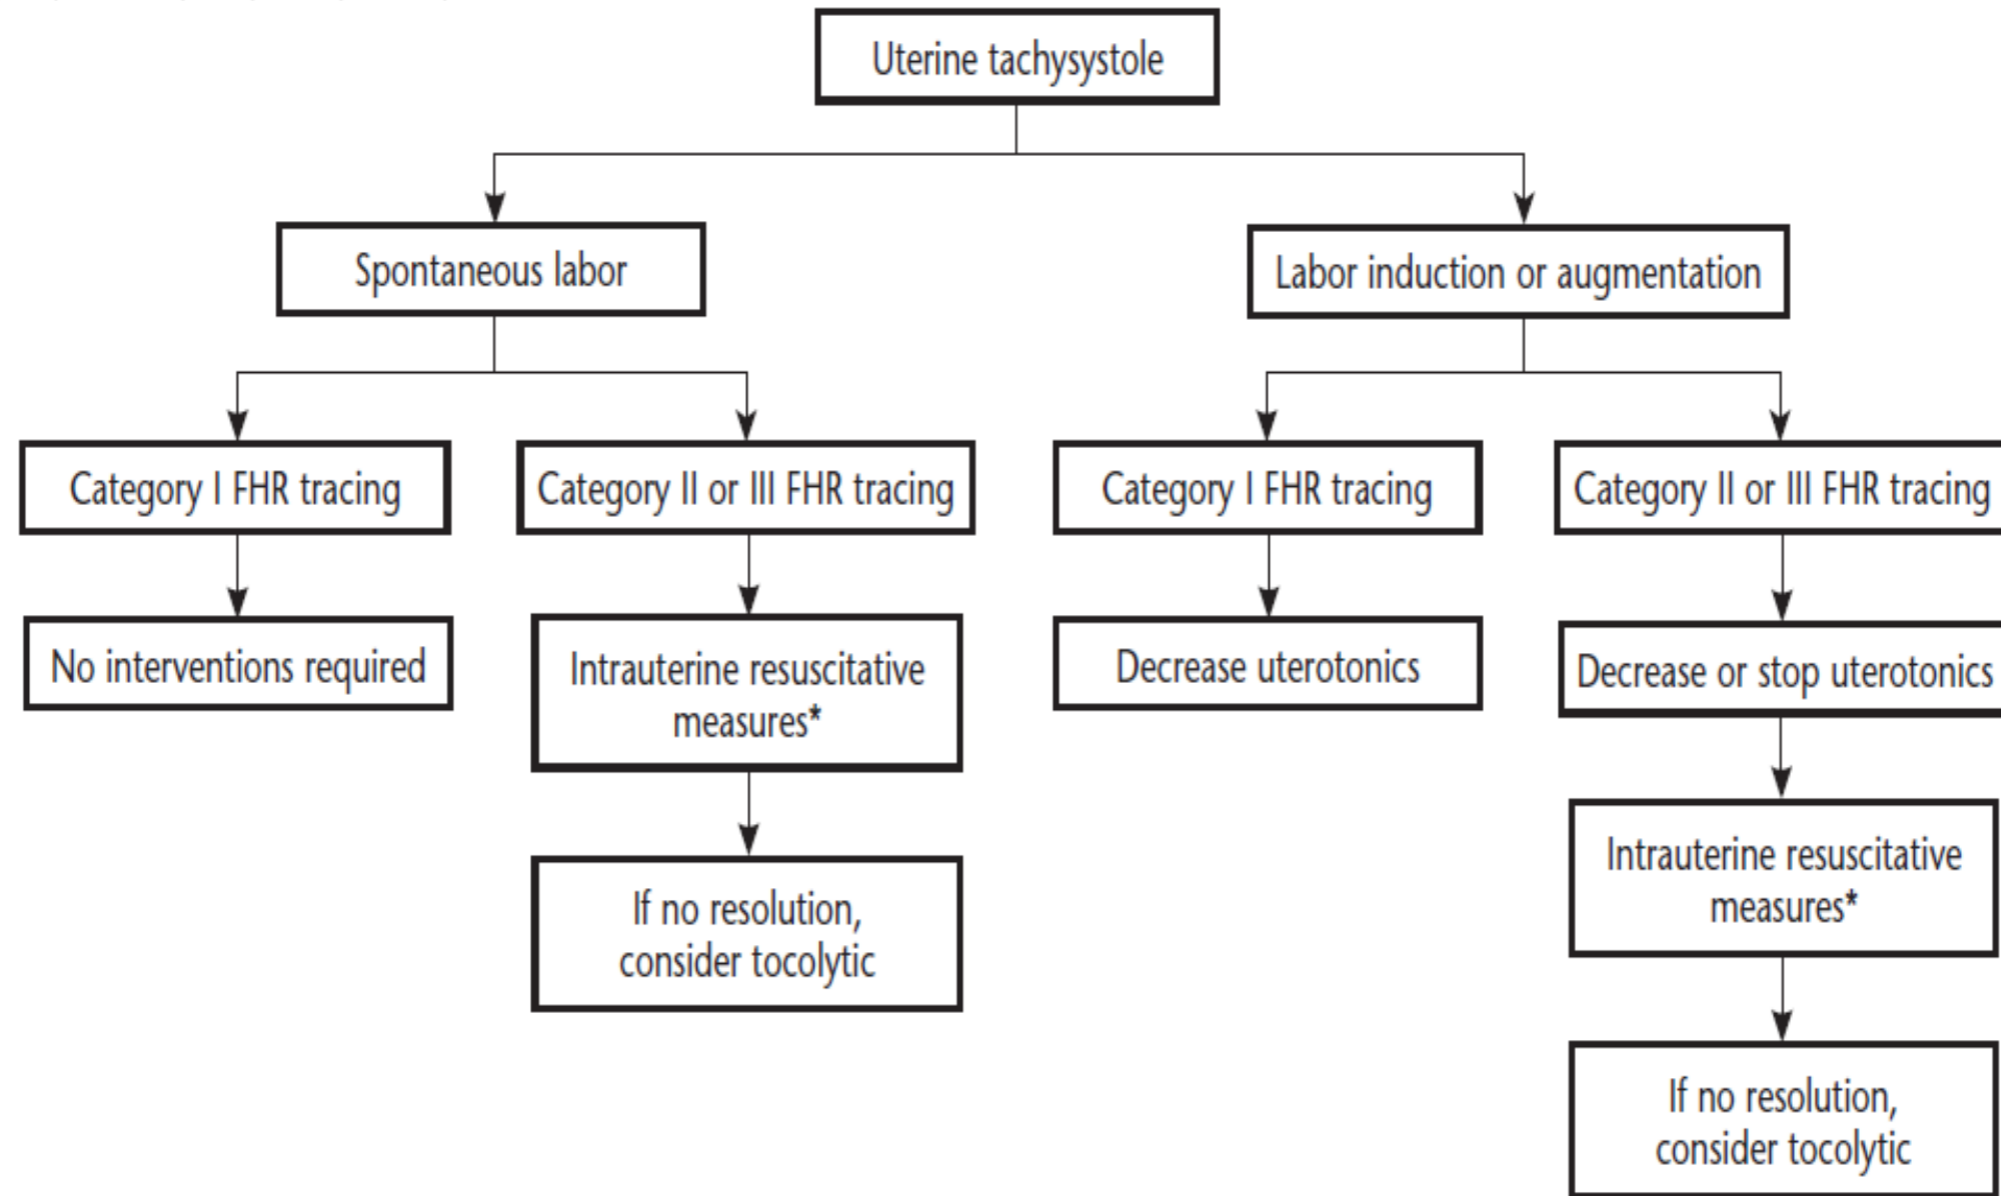 Uterine tachysystole
Spontaneous labor
Labor induction or augmentation
Category I FHR tracing
Category II or III FHR tracing
Category I FHR tracing
Category II or III FHR tracing
No interventions required
Intrauterine resuscitative
measures*
Decrease uterotonics
Decrease or stop uterotonics
If no resolution,
consider tocolytic
Intrauterine resuscitative
measures*
If no resolution,
consider tocolytic